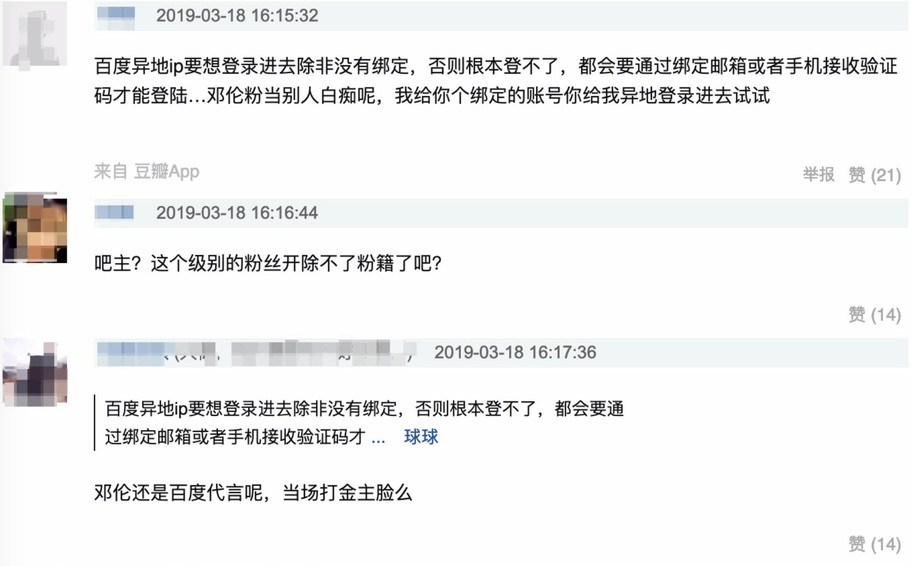 2019-03-18 16:15:32
百度异地ip要想登录进去除非没有绑定，否则根本登不了，都会要通过绑定邮箱或者手机接收验证
码才能登陆...邓伦粉当别人白痴呢，我给你个绑定的账号你给我异地登录进去试试
来自 豆瓣App
举报 赞 (21)
2019-03-18 16:16:44
吧主？这个级别的粉丝开除不了粉籍了吧？
赞 (14)
2019-03-18 16:17:36
百度异地ip要想登录进去除非没有绑定，否则根本登不了，都会要通
过绑定邮箱或者手机接收验证码才 ... 球球
邓伦还是百度代言呢，当场打金主脸么
赞 (14)